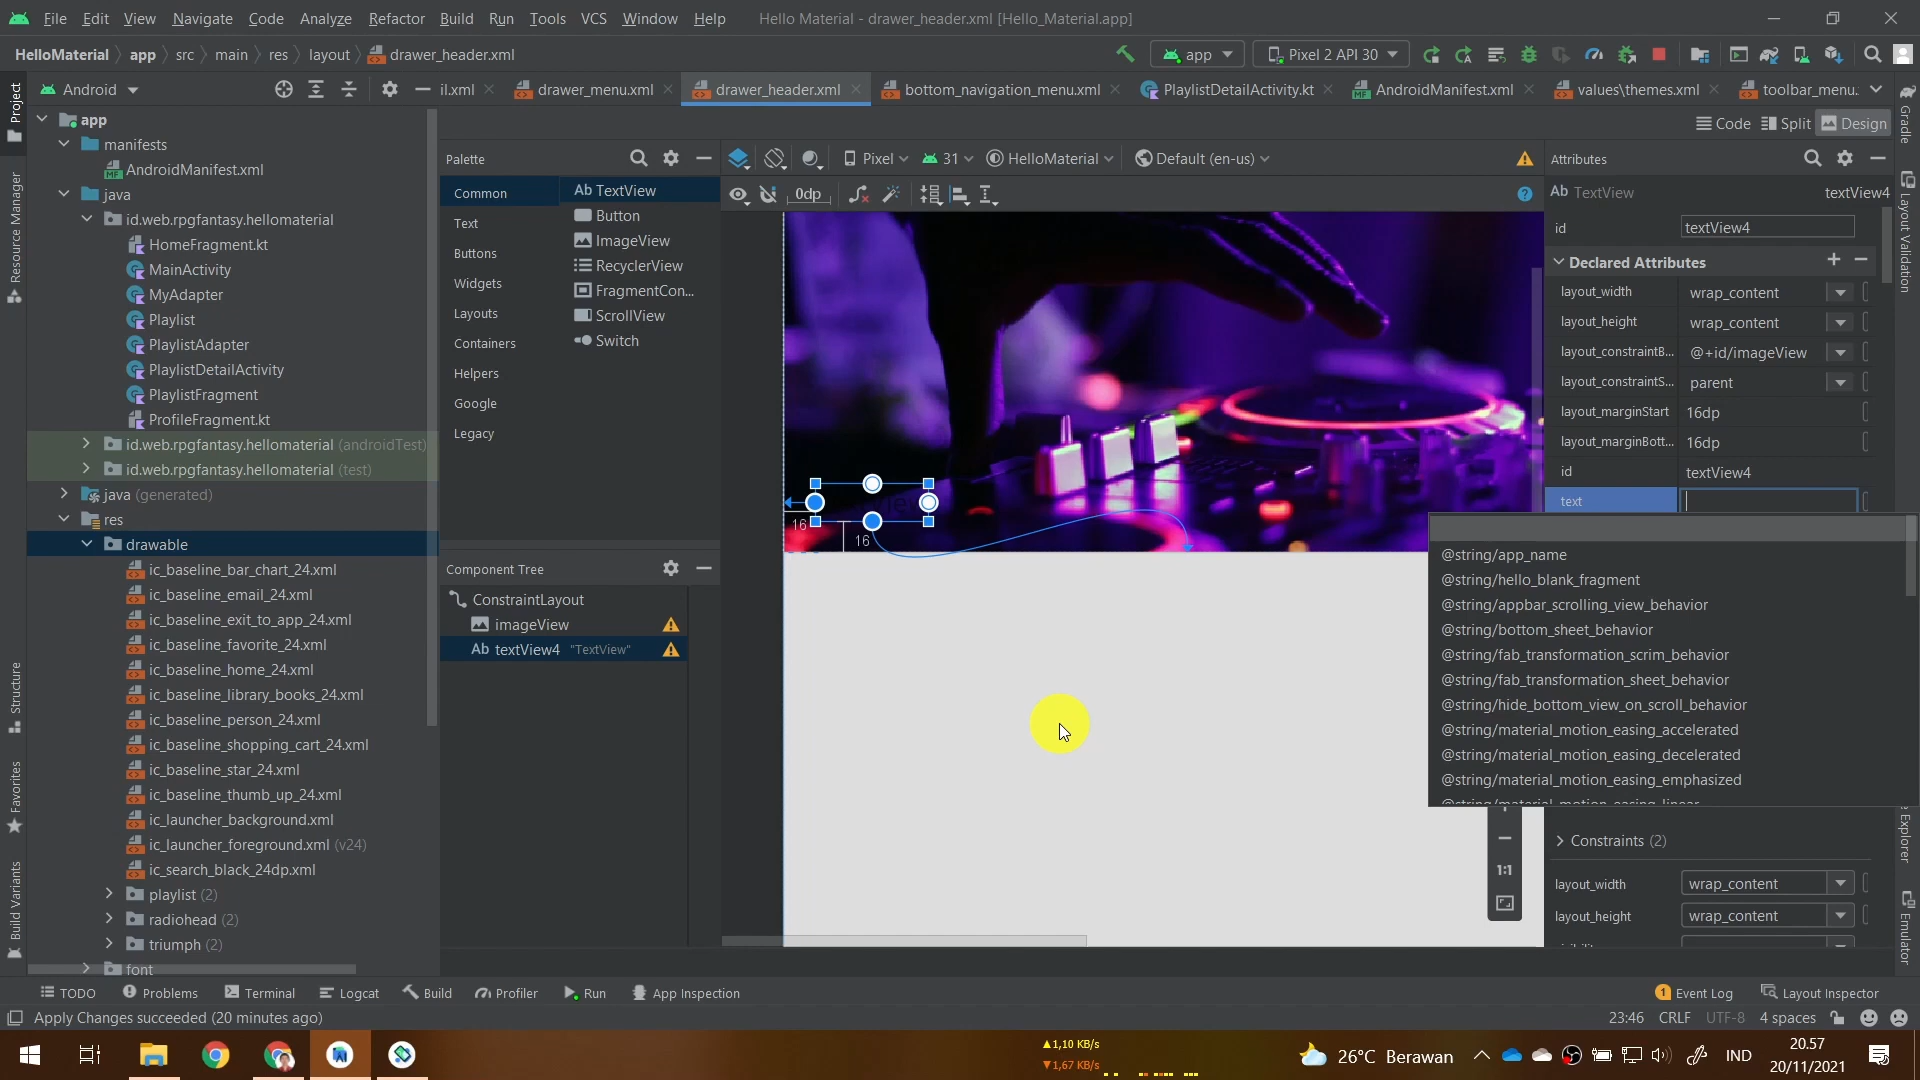 File Edit View Navigate Code Analyze Refactor Build Run Tools VCS Window Help Hello Material - drawer_header.xml [Hello_Material.app]
HelloMaterial app src main res layout drawer_header.xml app Pixel 2 API 30
Project Android il.xml drawer_menu.xml drawer_header.xml bottom_navigation_menu.xml PlaylistDetailActivity.kt AndroidManifest.xml values\themes.xml toolbar_menu. Gradle
Code Split Design
app
manifests
AndroidManifest.xml
java
id.web.rpgfantasy.hellomaterial
HomeFragment.kt
MainActivity
MyAdapter
Playlist
PlaylistAdapter
PlaylistDetailActivity
PlaylistFragment
ProfileFragment.kt
id.web.rpgfantasy.hellomaterial (androidTest)
id.web.rpgfantasy.hellomaterial (test)
java (generated)
res
drawable
ic_baseline_bar_chart_24.xml
ic_baseline_email_24.xml
ic_baseline_exit_to_app_24.xml
ic_baseline_favorite_24.xml
ic_baseline_home_24.xml
ic_baseline_library_books_24.xml
ic_baseline_person_24.xml
ic_baseline_shopping_cart_24.xml
ic_baseline_star_24.xml
ic_baseline_thumb_up_24.xml
ic_launcher_background.xml
ic_launcher_foreground.xml (v24)
ic_search_black_24dp.xml
playlist (2)
radiohead (2)
triumph (2)
font
Resource Manager
Structure
Favorites
Build Variants
Palette
Common
Text
Buttons
Widgets
Layouts
Containers
Helpers
Google
Legacy
Ab TextView
Button
ImageView
RecyclerView
FragmentCon...
ScrollView
Switch
Component Tree
ConstraintLayout
imageView
Ab textView4 "TextView"
Pixel 31 HelloMaterial Default (en-us)
0dp
16
16
1:1
Attributes
Ab TextView textView4
id textView4
Declared Attributes
layout_width wrap_content
layout_height wrap_content
layout_constraintB... @+id/imageView
layout_constraintS... parent
layout_marginStart 16dp
layout_marginBott... 16dp
id textView4
text
@string/app_name
@string/hello_blank_fragment
@string/appbar_scrolling_view_behavior
@string/bottom_sheet_behavior
@string/fab_transformation_scrim_behavior
@string/fab_transformation_sheet_behavior
@string/hide_bottom_view_on_scroll_behavior
@string/material_motion_easing_accelerated
@string/material_motion_easing_decelerated
@string/material_motion_easing_emphasized
@string/material_motion_easing_linear
Constraints (2)
layout_width wrap_content
layout_height wrap_content
Layout Validation
Explorer
Emulator
TODO Problems Terminal Logcat Build Profiler Run App Inspection 1 Event Log Layout Inspector
Apply Changes succeeded (20 minutes ago) 23:46 CRLF UTF-8 4 spaces
1,10 KB/s
1,67 KB/s
26°C Berawan IND 20.57
20/11/2021